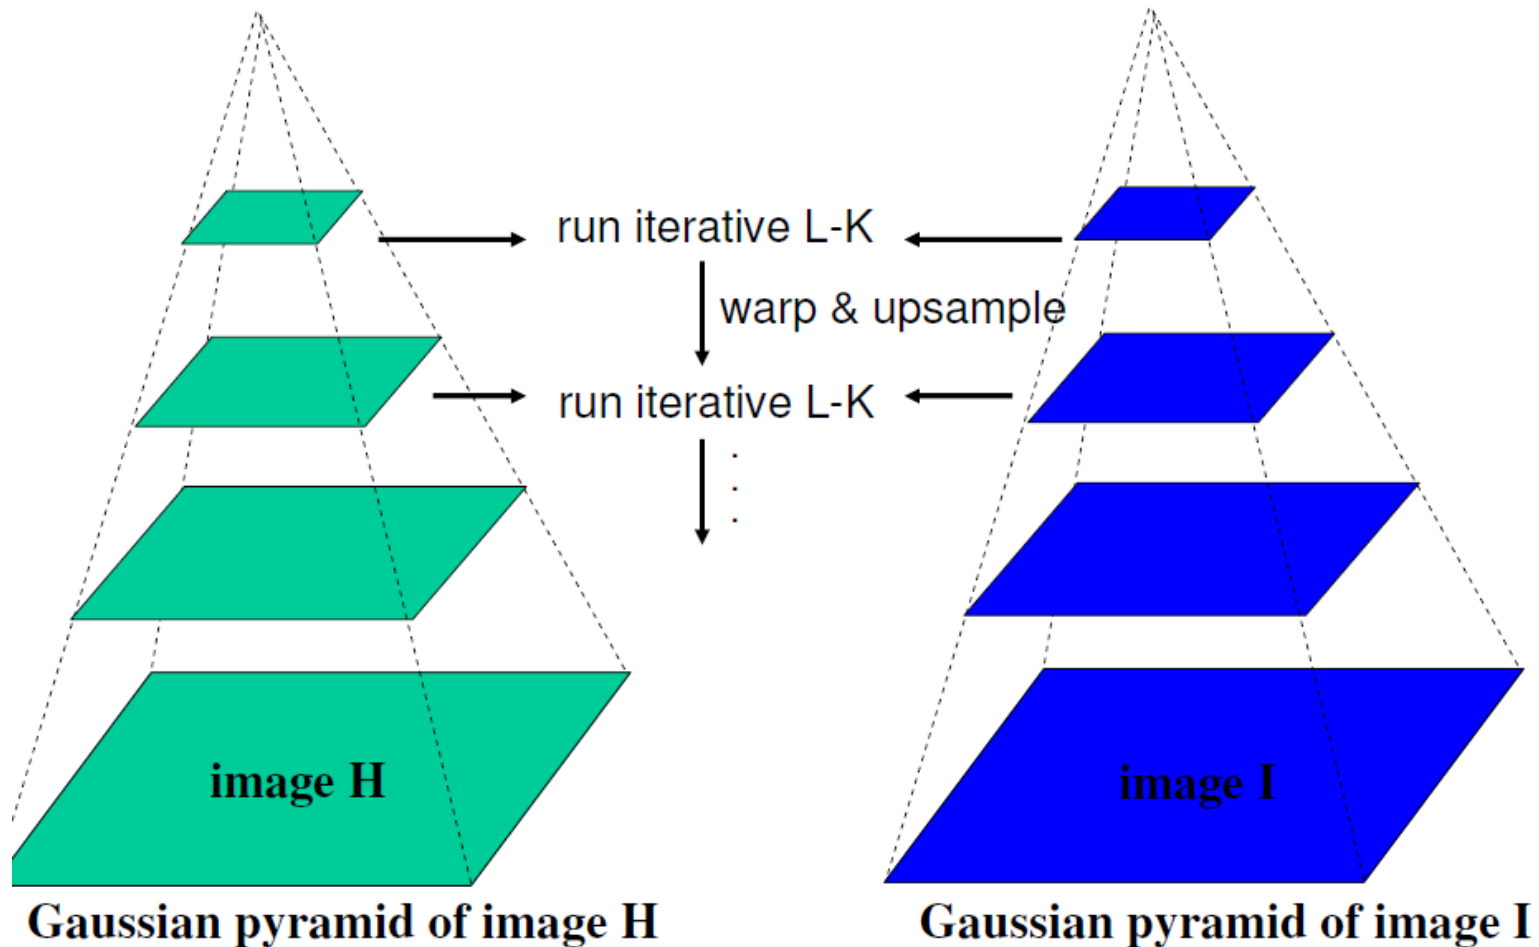 run iterative L-K
warp & upsample
run iterative L-K
.
.
.
image H
image I
Gaussian pyramid of image H
Gaussian pyramid of image I